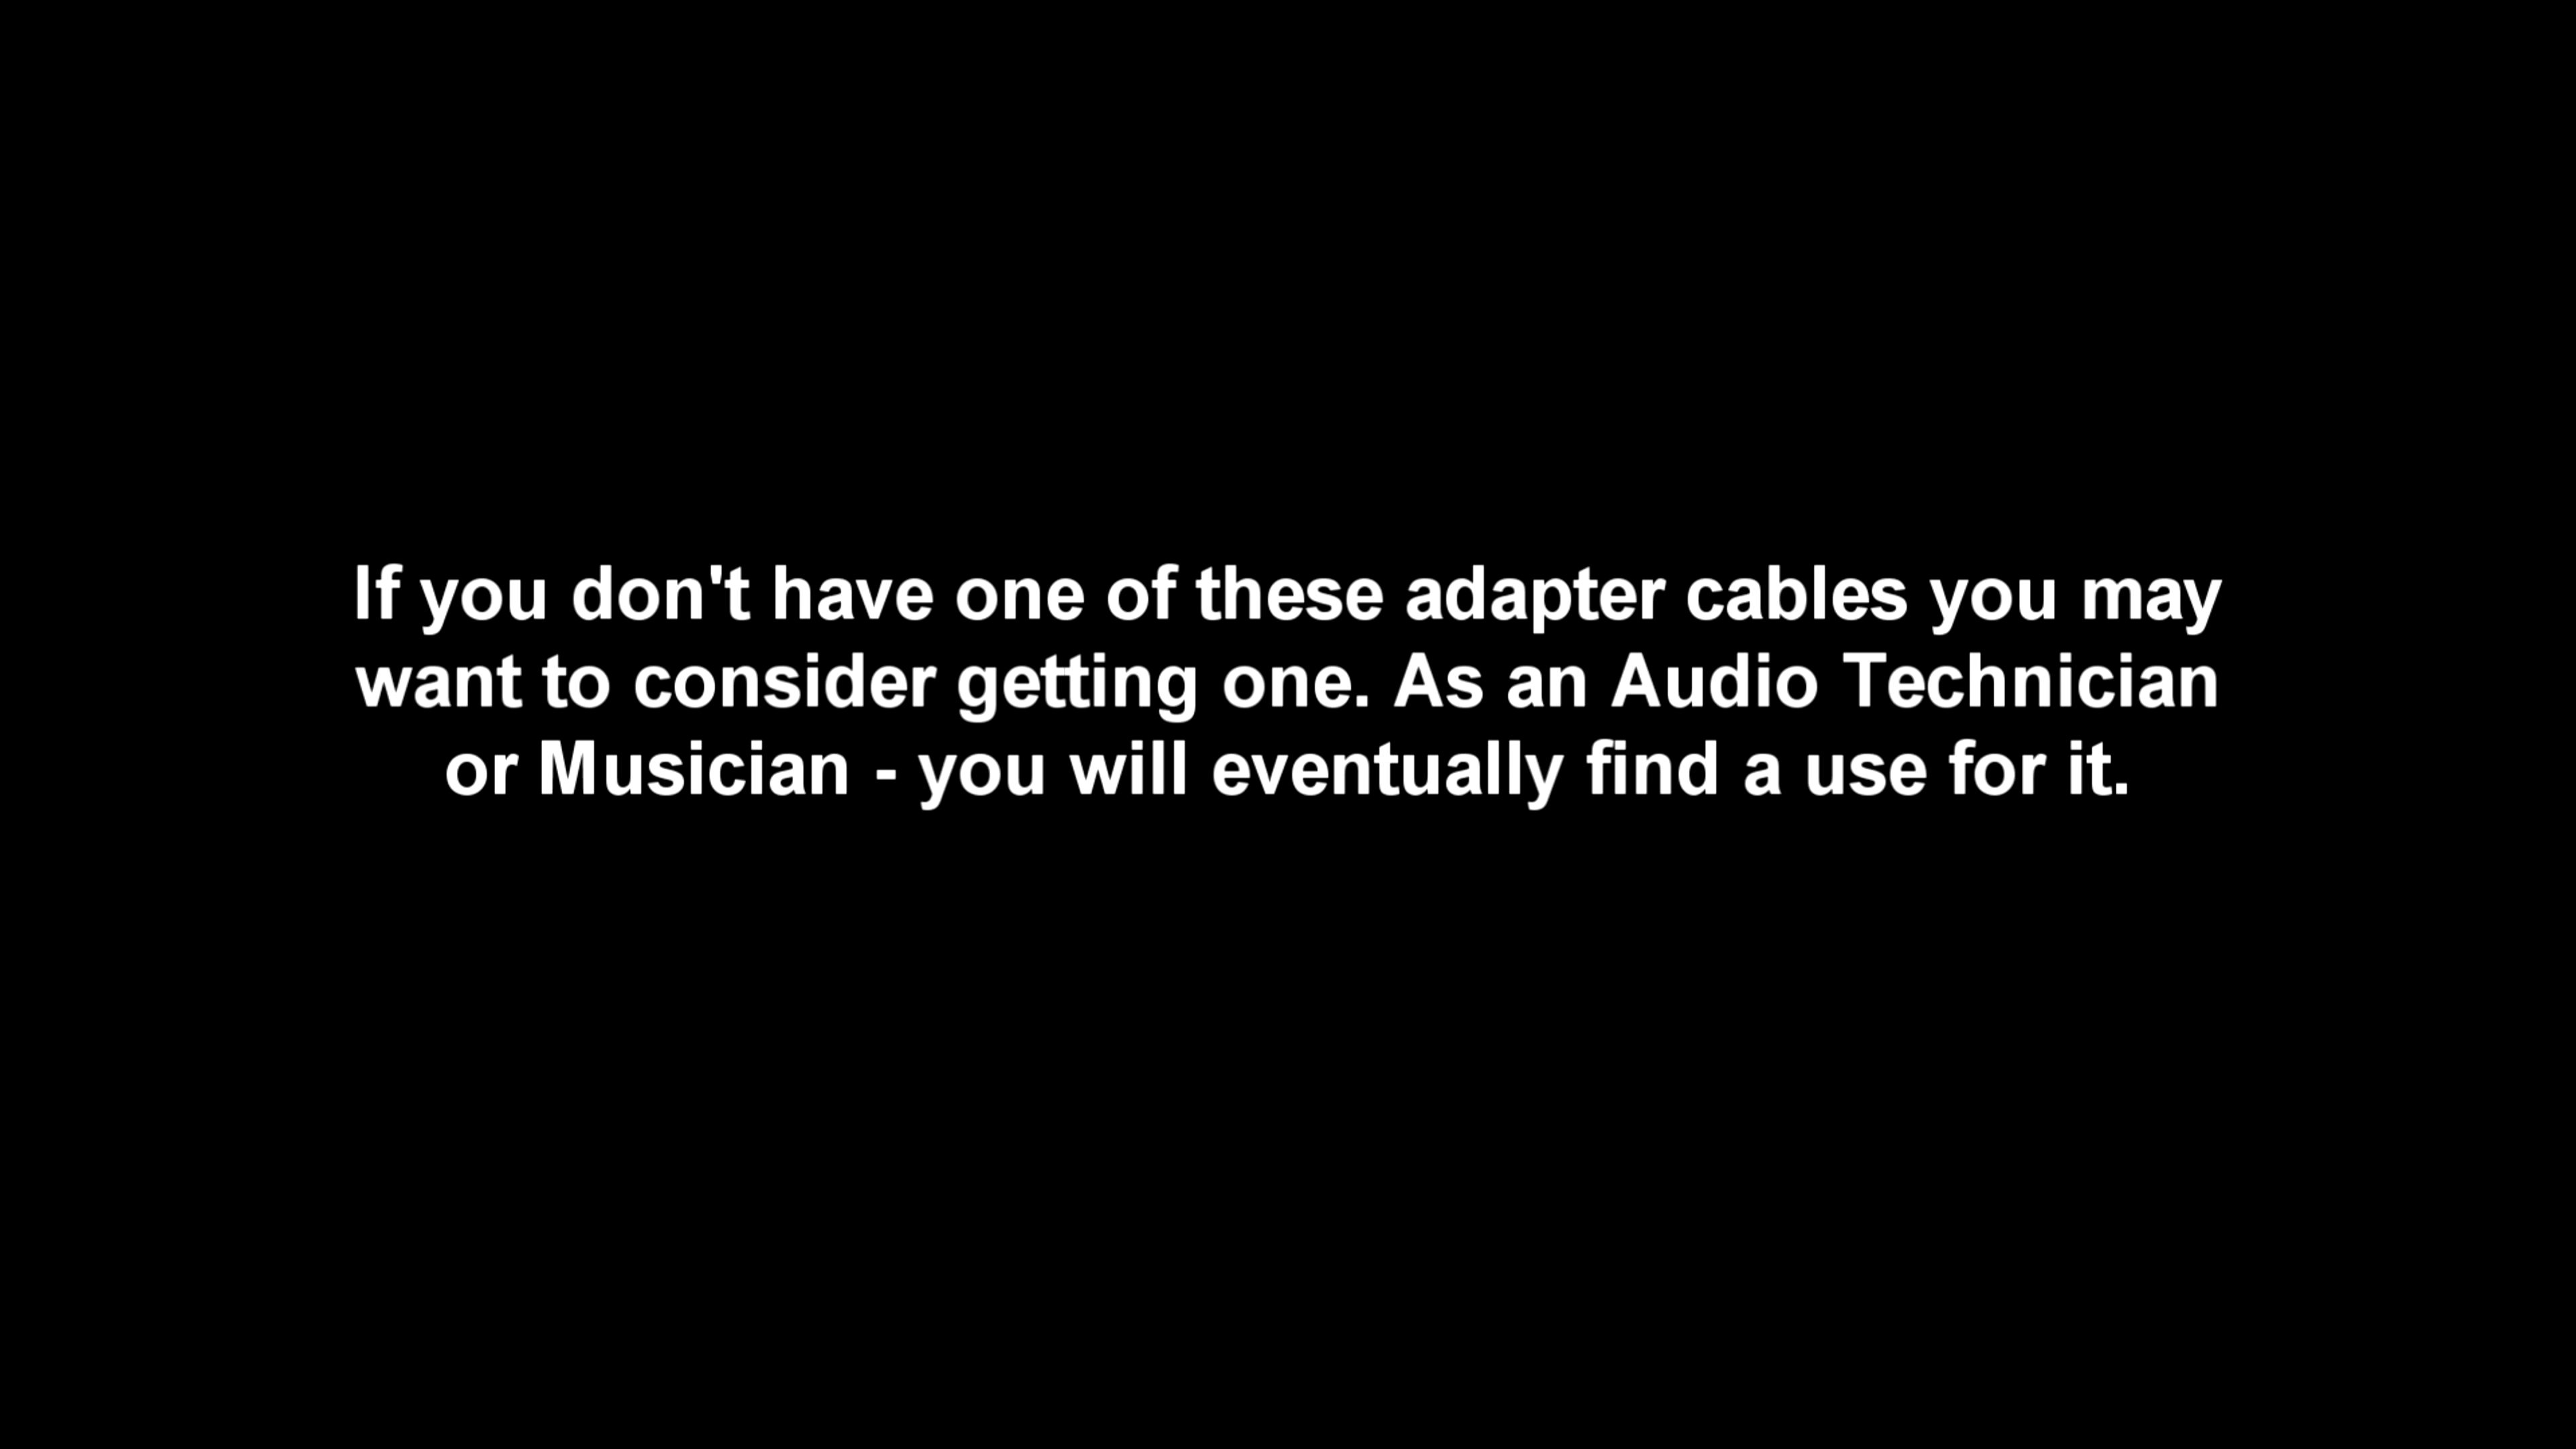 If you don't have one of these adapter cables you may
want to consider getting one. As an Audio Technician
or Musician - you will eventually find a use for it.